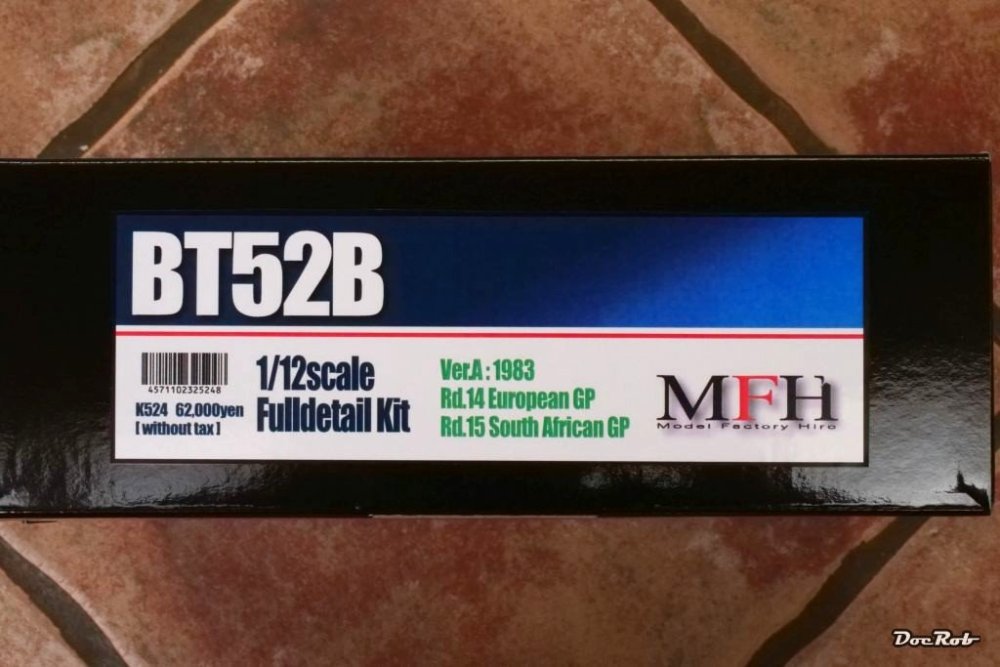 BT52B
4571102325248
K524 62,000yen
[without tax]
1/12scale
Fulldetail Kit
Ver.A : 1983
Rd.14 European GP
Rd.15 South African GP
MFH
Model Factory Hiro
DocRob